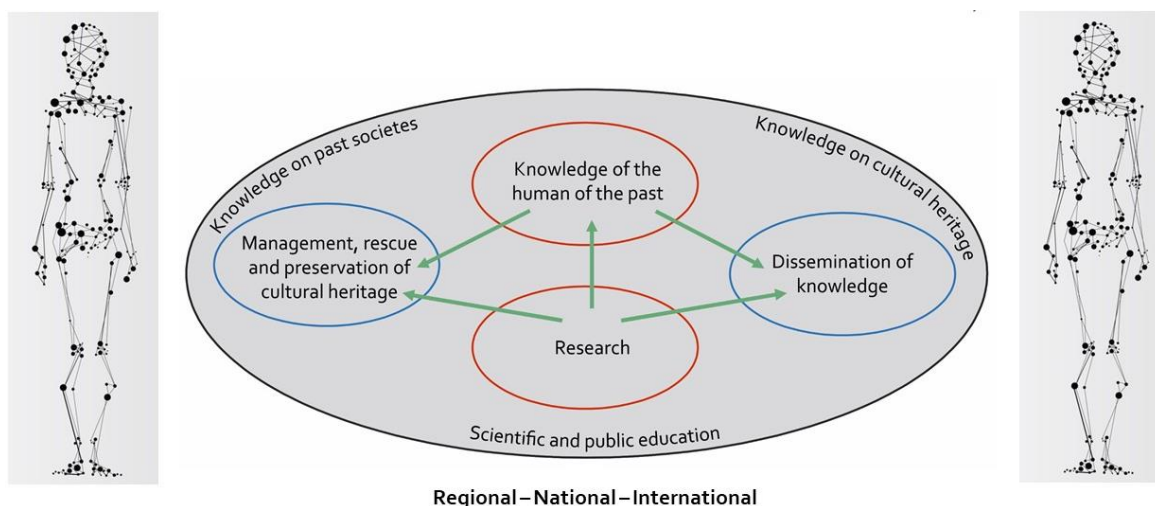 Knowledge on past societes
Knowledge on cultural heritage
Knowledge of the
human of the past
Management, rescue
and preservation of
cultural heritage
Dissemination of
knowledge
Research
Scientific and public education
Regional – National – International